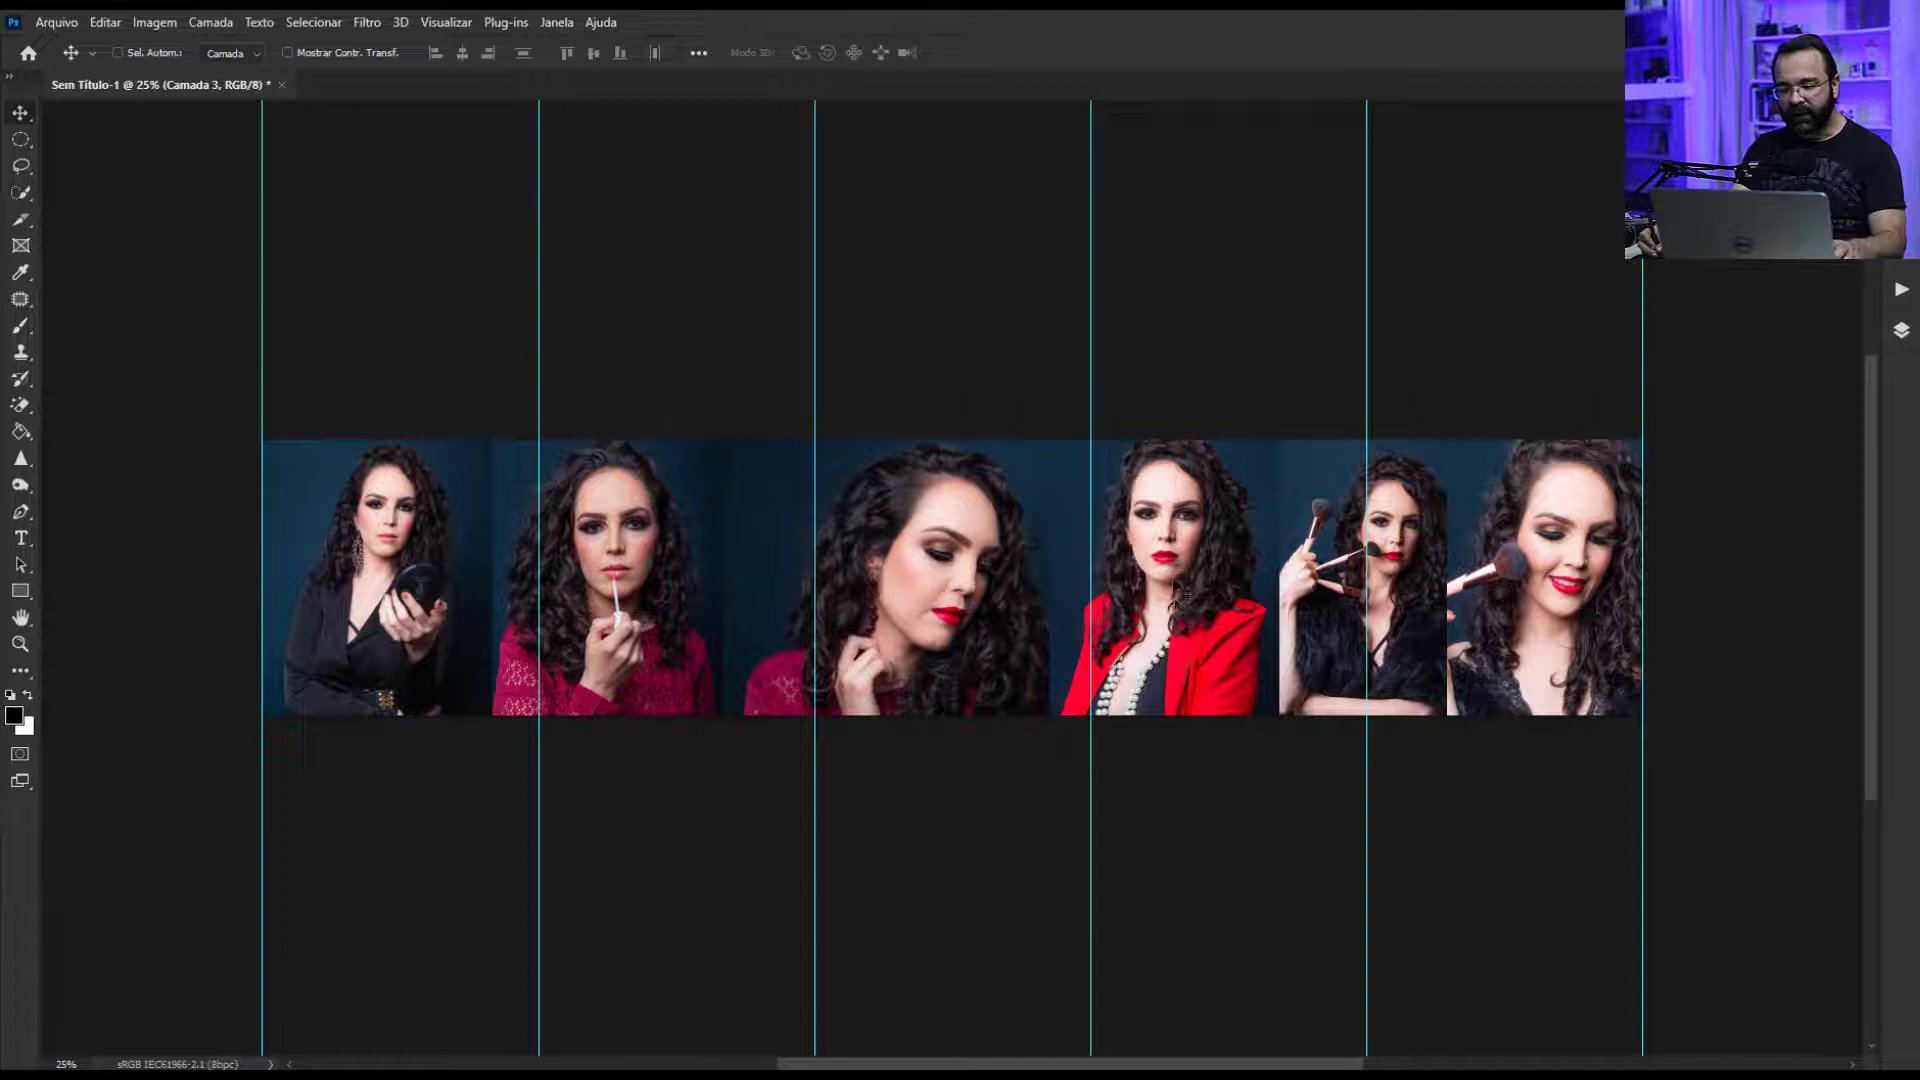 Ps Arquivo Editar Imagem Camada Texto Selecionar Filtro 3D Visualizar Plug-ins Janela Ajuda
Sel. Autom.: Camada Mostrar Contr. Transf. ••• Modo 3D:
Sem Título-1 @ 25% (Camada 3, RGB/8) * ×
T
25% sRGB IEC61966-2.1 (8bpc)